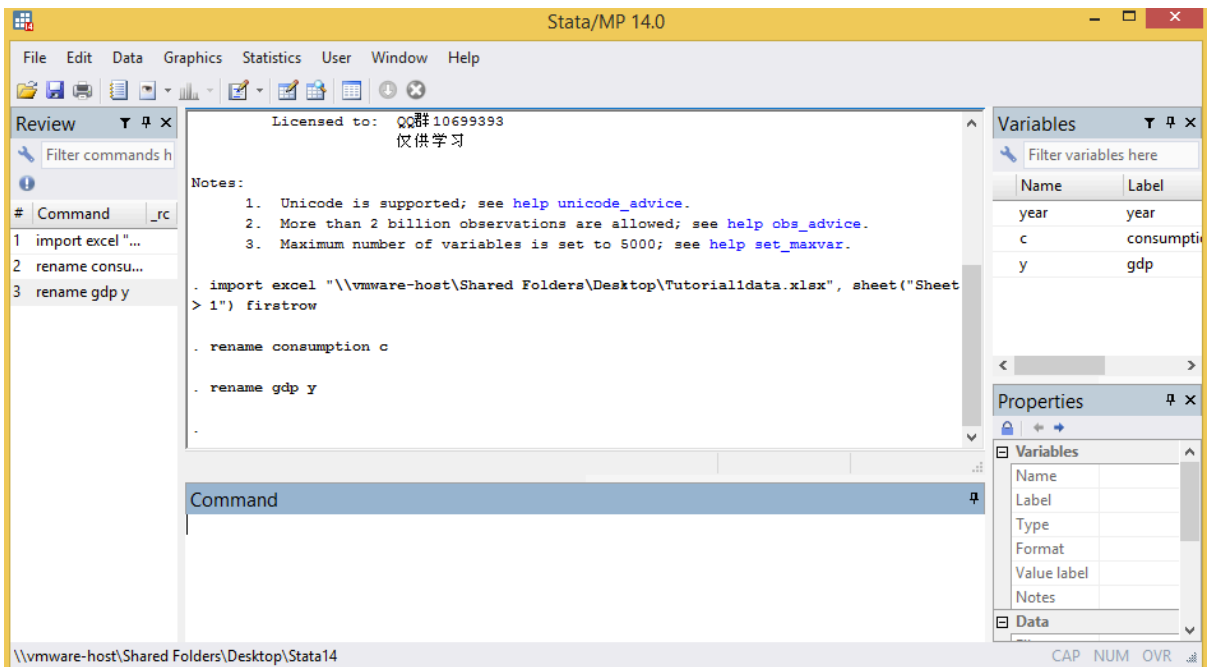 Stata/MP 14.0
File Edit Data Graphics Statistics User Window Help
Review
Filter commands h
# Command _rc
1 import excel "...
2 rename consu...
3 rename gdp y
Licensed to: QQ群10699393
仅供学习
Notes:
1. Unicode is supported; see help unicode_advice.
2. More than 2 billion observations are allowed; see help obs_advice.
3. Maximum number of variables is set to 5000; see help set_maxvar.
. import excel "\\vmware-host\Shared Folders\Desktop\Tutorial1data.xlsx", sheet("Sheet
> 1") firstrow
. rename consumption c
. rename gdp y
.
Command
Variables
Filter variables here
Name Label
year year
c consumpti
y gdp
Properties
Variables
Name
Label
Type
Format
Value label
Notes
Data
\\vmware-host\Shared Folders\Desktop\Stata14
CAP NUM OVR